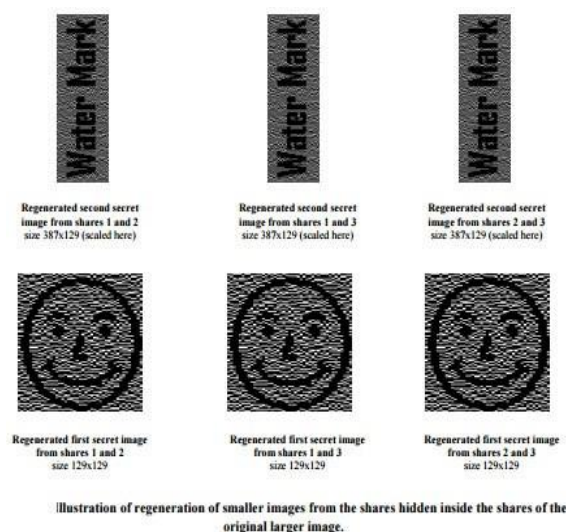 Water Mark
Water Mark
Water Mark
Regenerated second secret
image from shares 1 and 2
size 387x129 (scaled here)
Regenerated second secret
image from shares 1 and 3
size 387x129 (scaled here)
Regenerated second secret
image from shares 2 and 3
size 387x129 (scaled here)
Regenerated first secret image
from shares 1 and 2
size 129x129
Regenerated first secret image
from shares 1 and 3
size 129x129
Regenerated first secret image
from shares 2 and 3
size 129x129
Illustration of regeneration of smaller images from the shares hidden inside the shares of the
original larger image.